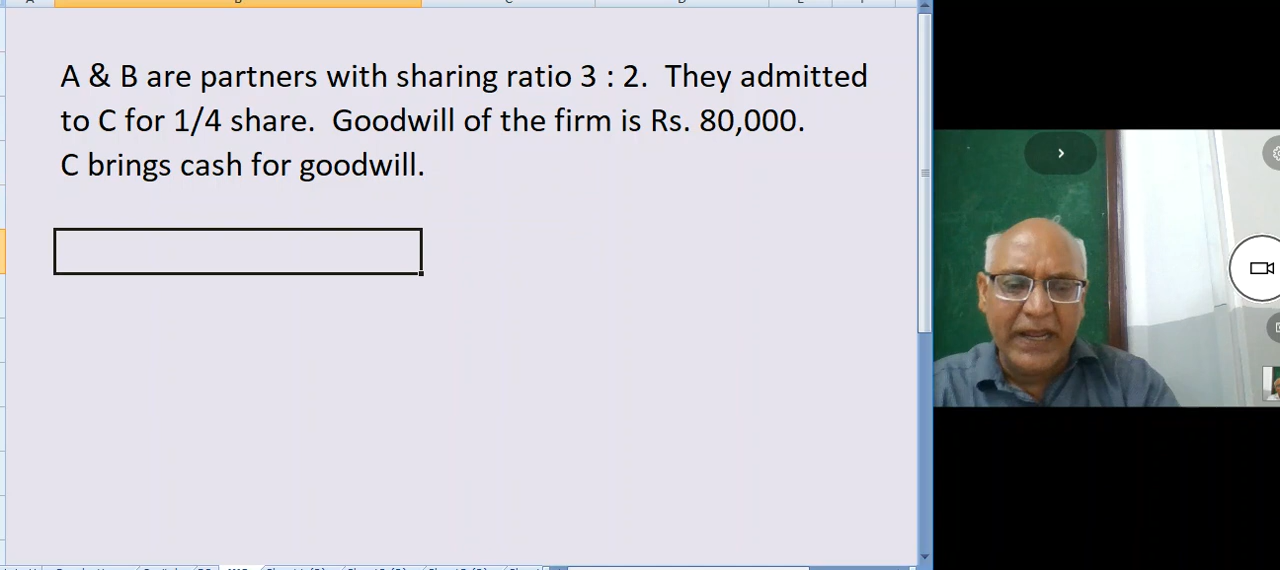 A & B are partners with sharing ratio 3 : 2. They admitted
to C for 1/4 share. Goodwill of the firm is Rs. 80,000.
C brings cash for goodwill.